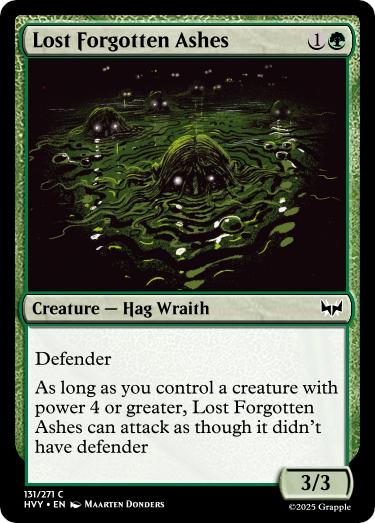 Lost Forgotten Ashes 1
Creature — Hag Wraith
Defender
As long as you control a creature with
power 4 or greater, Lost Forgotten
Ashes can attack as though it didn't
have defender
3/3
131/271 C
HVY • EN Maarten Donders
©2025 Grapple